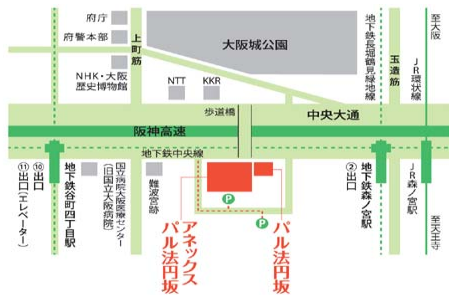 府庁
府警本部
NHK・大阪
歴史博物館
上町筋
大阪城公園
NTT
KKR
地下鉄長堀鶴見緑地線
玉造筋
JR環状線
至大阪
歩道橋
中央大通
阪神高速
地下鉄中央線
⑪出口(エレベーター)
⑩出口
地下鉄谷町四丁目駅
国立病院大阪医療センター
(旧国立大阪病院)
難波宮跡
P
P
アネックス
パル法円坂
パル法円坂
②出口
地下鉄森ノ宮駅
JR森ノ宮駅
至天王寺